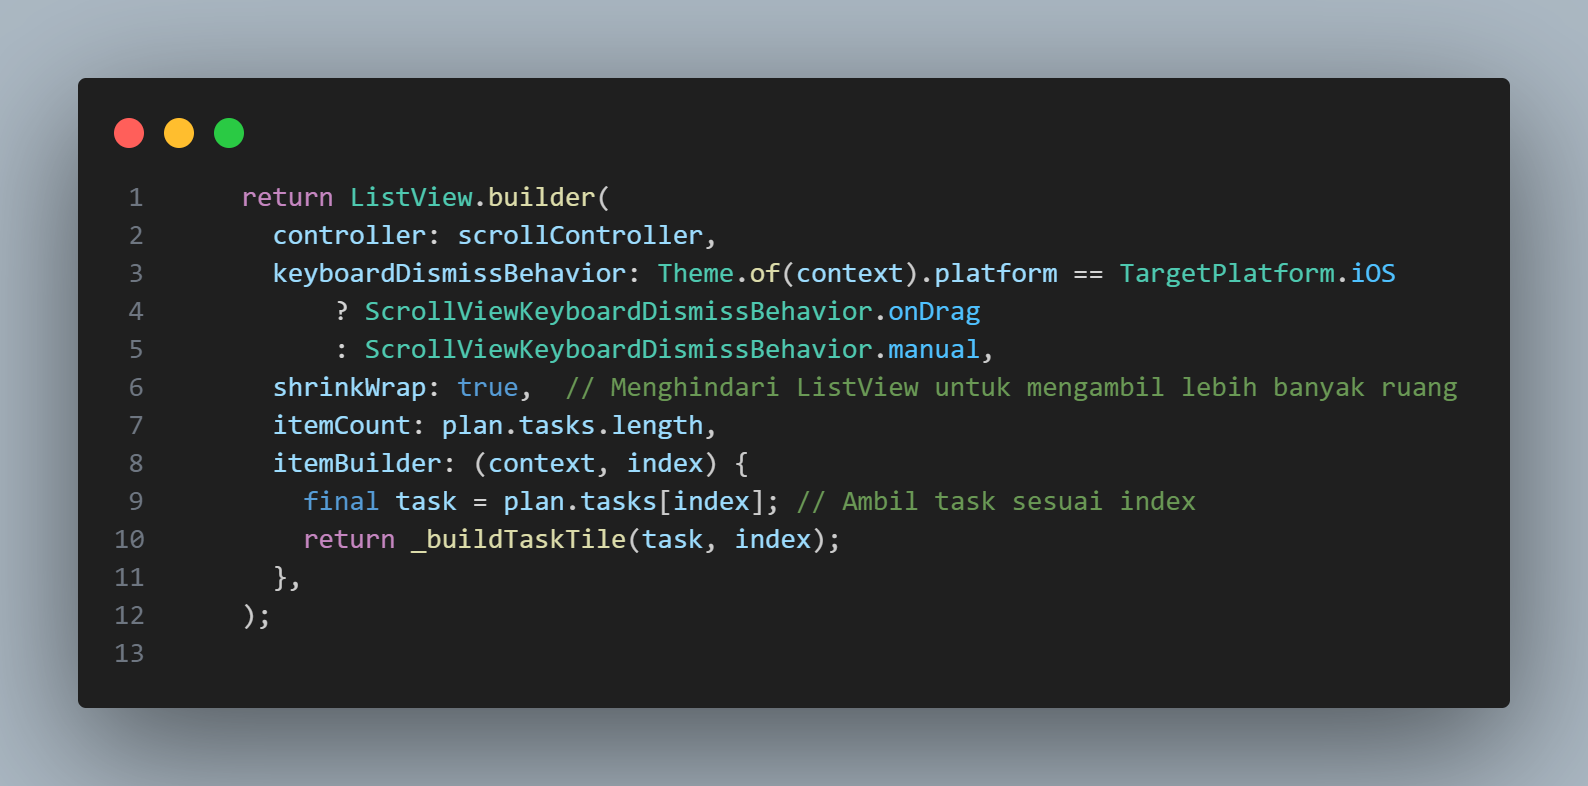 1 return ListView.builder(
2 controller: scrollController,
3 keyboardDismissBehavior: Theme.of(context).platform == TargetPlatform.iOS
4 ? ScrollViewKeyboardDismissBehavior.onDrag
5 : ScrollViewKeyboardDismissBehavior.manual,
6 shrinkWrap: true,  // Menghindari ListView untuk mengambil lebih banyak ruang
7 itemCount: plan.tasks.length,
8 itemBuilder: (context, index) {
9 final task = plan.tasks[index]; // Ambil task sesuai index
10 return _buildTaskTile(task, index);
11 },
12 );
13